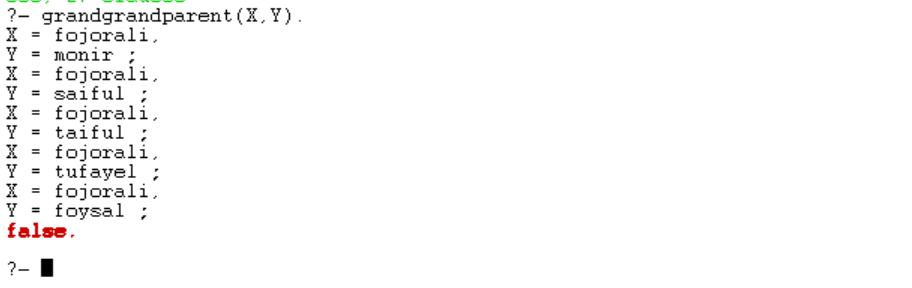 ?- grandgrandparent(X,Y).
X = fojorali,
Y = monir ;
X = fojorali,
Y = saiful ;
X = fojorali,
Y = taiful ;
X = fojorali,
Y = tufayel ;
X = fojorali,
Y = foysal ;
false.
?-